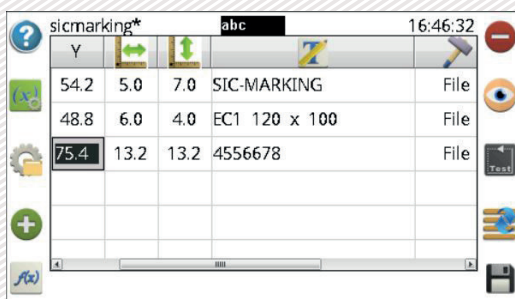 sicmarking* abc 16:46:32
Y
54.2 5.0 7.0 SIC-MARKING File
48.8 6.0 4.0 EC1 120 x 100 File
75.4 13.2 13.2 4556678 File
(x)
Test
f(x)